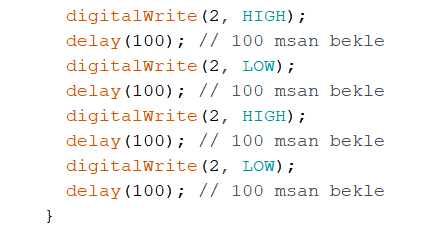 digitalWrite(2, HIGH);
delay(100); // 100 msan bekle
digitalWrite(2, LOW);
delay(100); // 100 msan bekle
digitalWrite(2, HIGH);
delay(100); // 100 msan bekle
digitalWrite(2, LOW);
delay(100); // 100 msan bekle
}